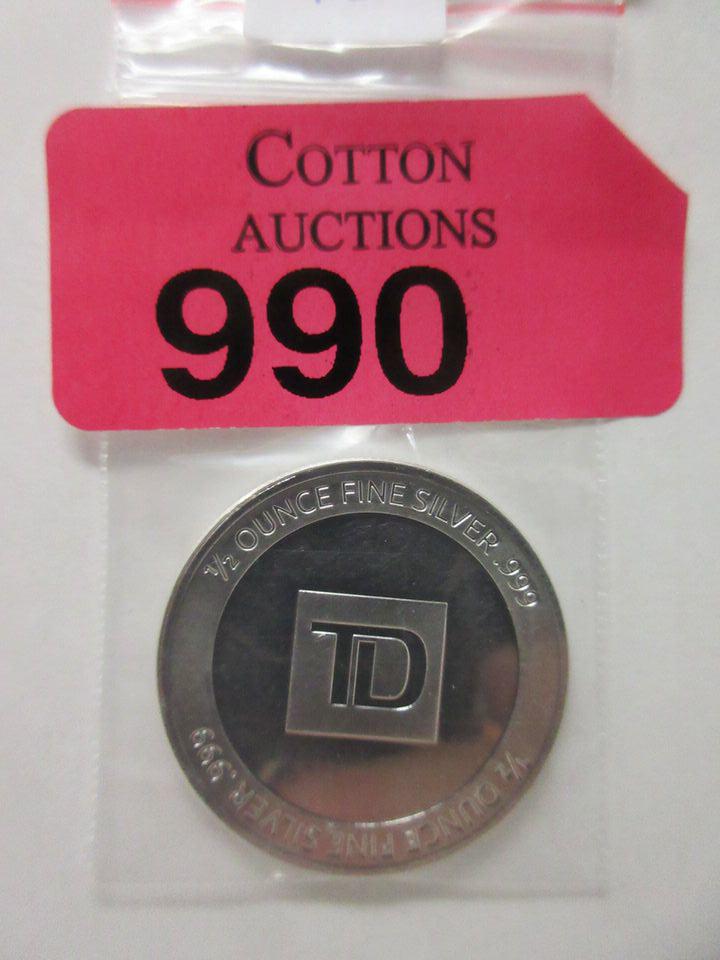 COTTON
AUCTIONS
990
1/2 OUNCE FINE SILVER .999
TD
1/2 OUNCE FINE SILVER .999